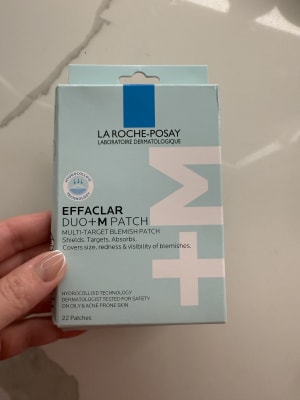 LA ROCHE-POSAY
LABORATOIRE DERMATOLOGIQUE
HYDROCOLLOID
EFFACLAR
DUO+M PATCH
MULTI-TARGET BLEMISH PATCH
Shields. Targets. Absorbs.
Covers size, redness & visibility of blemishes.
+M
HYDROCOLLOID TECHNOLOGY
DERMATOLOGIST TESTED FOR SAFETY
ON OILY & ACNE PRONE SKIN
22 Patches